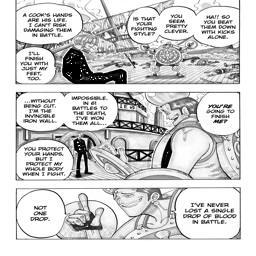 HA!! SO
YOU BEAT
THEM DOWN
WITH KICKS
ALONE.
YOU
SEEM
PRETTY
CLEVER.
IS THAT
YOUR
FIGHTING
STYLE?
A COOK'S HANDS
ARE HIS LIFE.
I CAN'T RISK
DAMAGING THEM
IN BATTLE.
I'LL
FINISH
YOU WITH
JUST MY
FEET,
TOO.
YOU'RE
GOING TO
FINISH
ME?
IMPOSSIBLE.
IN 61
BATTLES TO
THE DEATH,
I'VE WON
THEM ALL...
...WITHOUT
BEING CUT.
I'M THE
INVINCIBLE
IRON WALL.
YOU PROTECT
YOUR HANDS,
BUT I
PROTECT MY
WHOLE BODY
WHEN I FIGHT.
I'VE NEVER
LOST A SINGLE
DROP OF BLOOD
IN BATTLE.
NOT
ONE
DROP.